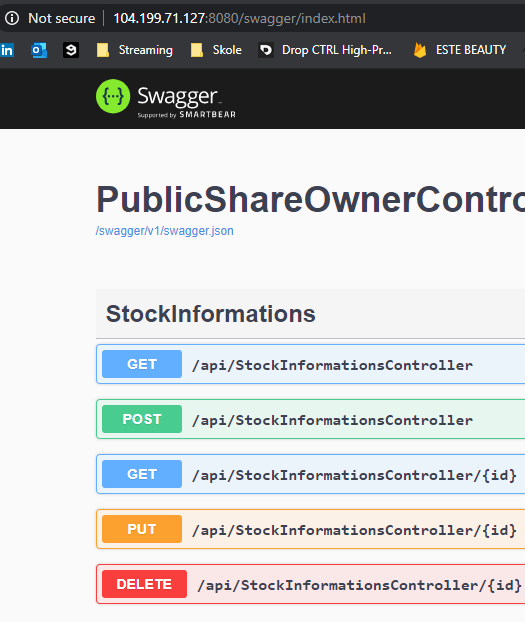 Not secure 104.199.71.127:8080/swagger/index.html
in Streaming Skole Drop CTRL High-Pr... ESTE BEAUTY
{···} Swagger
Supported by SMARTBEAR
PublicShareOwnerContro
/swagger/v1/swagger.json
StockInformations
GET /api/StockInformationsController
POST /api/StockInformationsController
GET /api/StockInformationsController/{id}
PUT /api/StockInformationsController/{id}
DELETE /api/StockInformationsController/{id}